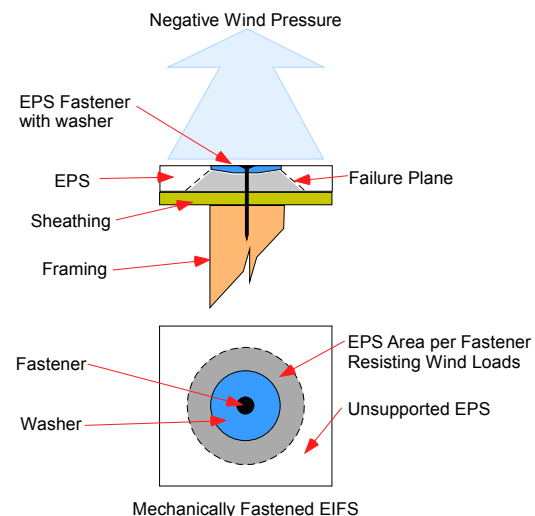 Negative Wind Pressure
EPS Fastener
with washer
EPS
Failure Plane
Sheathing
Framing
EPS Area per Fastener
Resisting Wind Loads
Fastener
Unsupported EPS
Washer
Mechanically Fastened EIFS